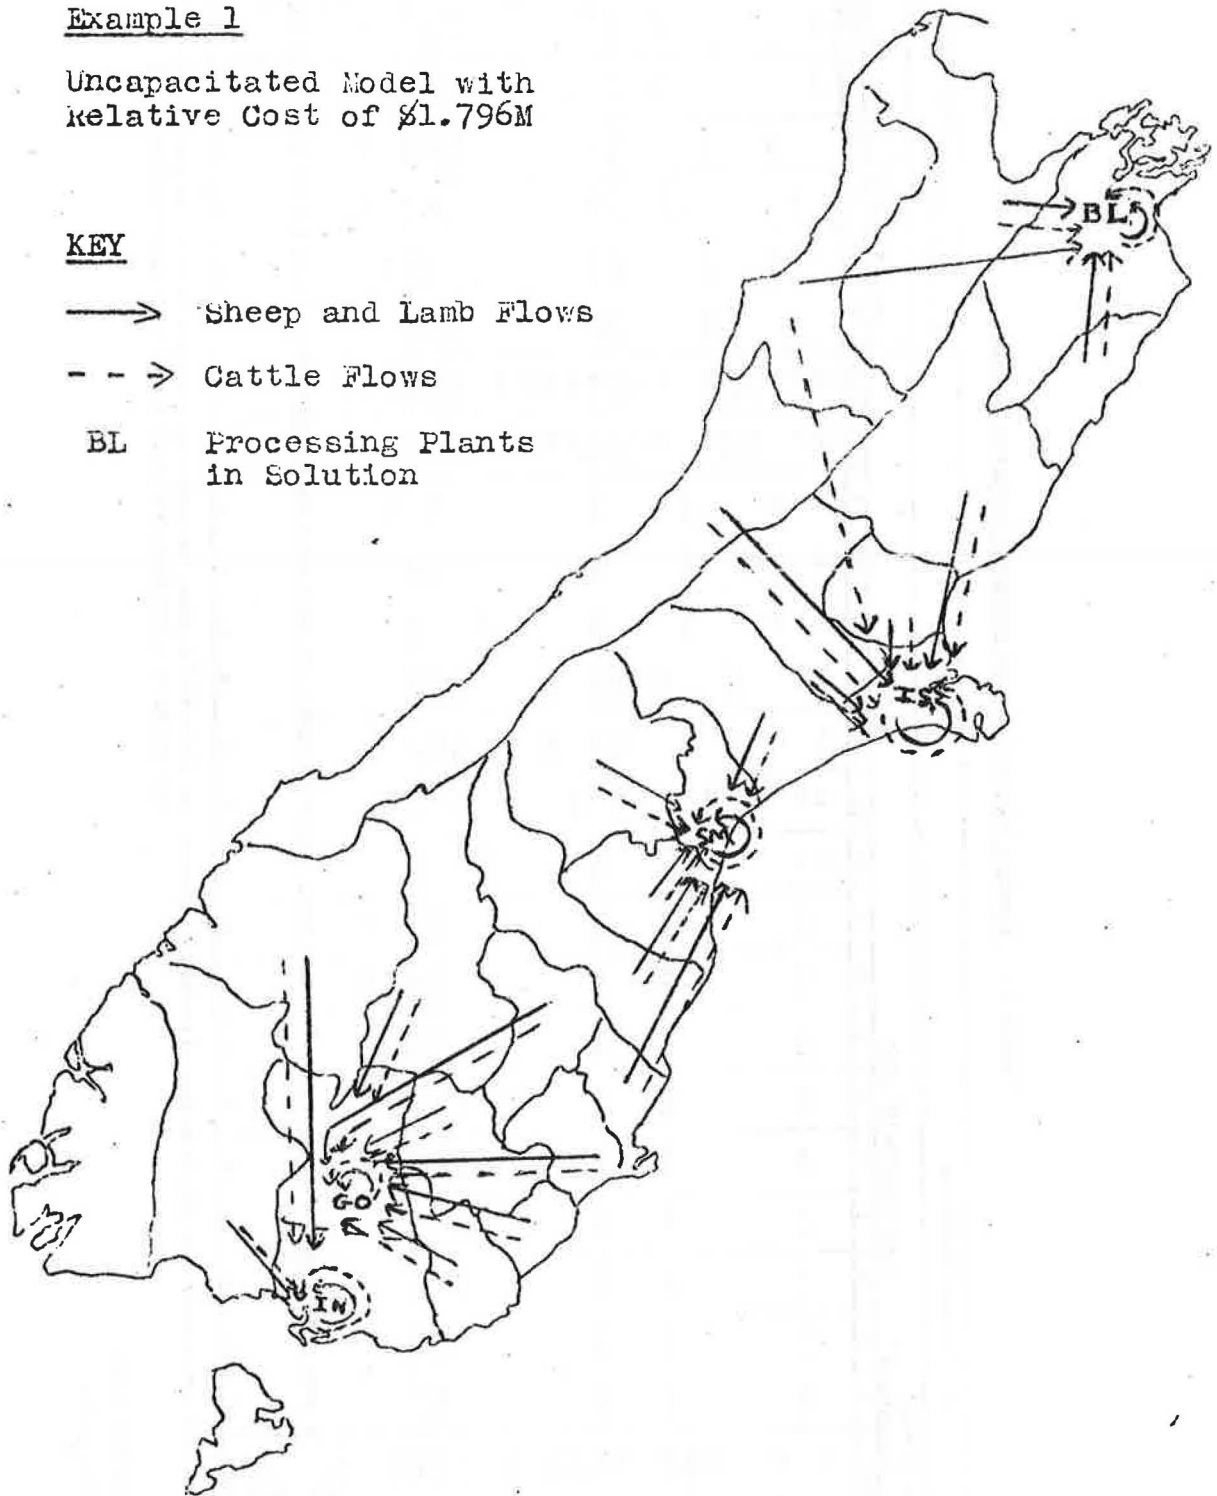 Example 1
Uncapacitated Model with
Relative Cost of $1.796M
KEY
Sheep and Lamb Flows
Cattle Flows
BL Processing Plants
in Solution
BL
IS
SM
GO
IN